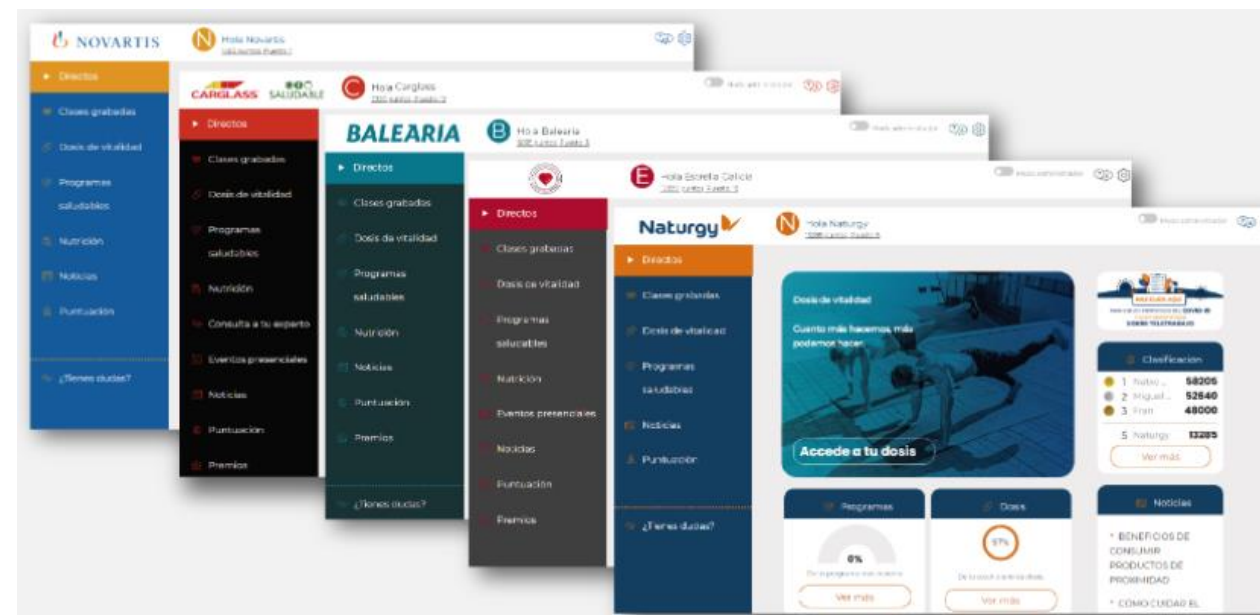 NOVARTIS
N
Hola Novartis
Directos
Clases grabadas
Dosis de vitalidad
Programas
saludables
Nutrición
Noticias
Puntuación
¿Tienes dudas?
CARGLASS
SALUDABLE
C
Hola Carglass
Directos
Clases grabadas
Dosis de vitalidad
Programas
saludables
Nutrición
Consulta a tu experto
Eventos presenciales
Noticias
Puntuación
Premios
BALEARIA
B
Hola Balearia
Directos
Clases grabadas
Dosis de vitalidad
Programas
saludables
Nutrición
Noticias
Puntuación
Premios
¿Tienes dudas?
E
Hola Estrella Galicia
Directos
Clases grabadas
Dosis de vitalidad
Programas
saludables
Nutrición
Eventos presenciales
Noticias
Puntuación
Premios
Naturgy
N
Hola Naturgy
Directos
Clases grabadas
Dosis de vitalidad
Programas
saludables
Noticias
Puntuación
¿Tienes dudas?
Dosis de vitalidad
Cuanto más hacemos, más
podemos hacer.
Accede a tu dosis
Programas
0%
Ver más
Dosis
57%
Ver más
Clasificación
1 Natxo ... 58205
2 Miguel ... 52640
3 Fran 48000
5 Naturgy 13285
Ver más
Noticias
* BENEFICIOS DE
CONSUMIR
PRODUCTOS DE
PROXIMIDAD
* COMO CUIDAR EL